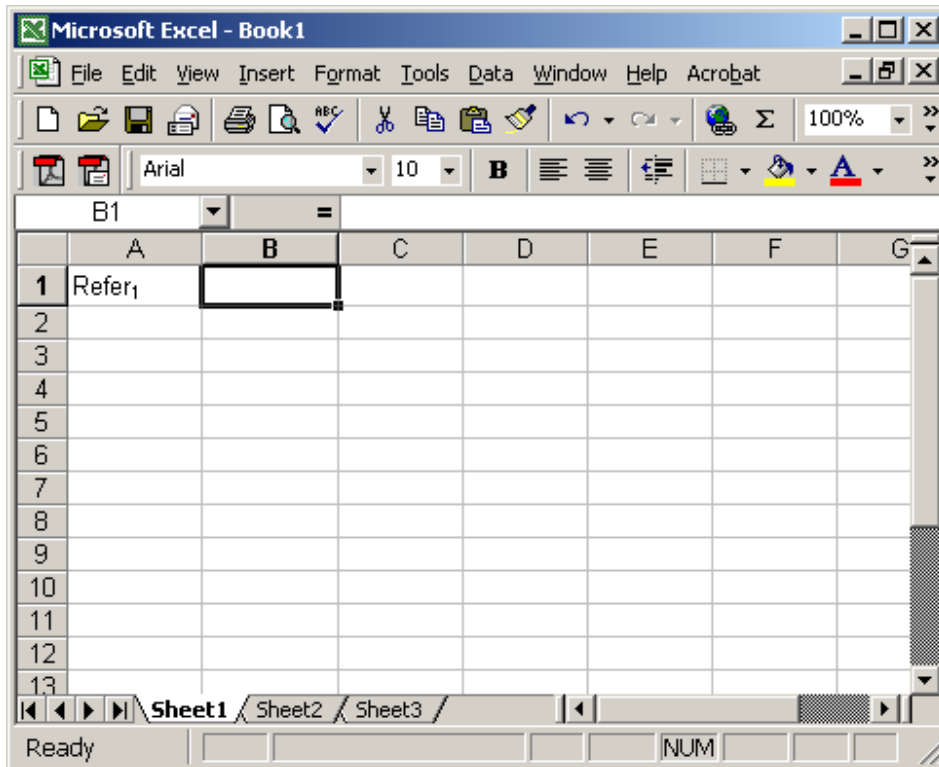 Microsoft Excel - Book1
File Edit View Insert Format Tools Data Window Help Acrobat
ABC Σ 100% »
Arial 10 B A »
B1 =
A B C D E F G
1 Refer₁
2
3
4
5
6
7
8
9
10
11
12
13
Sheet1 Sheet2 Sheet3
Ready NUM